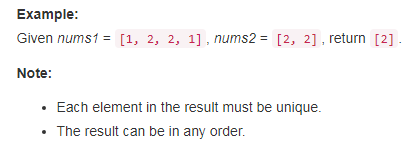 Example:
Given nums1 = [1, 2, 2, 1] , nums2 = [2, 2] , return [2] .
Note:
• Each element in the result must be unique.
• The result can be in any order.